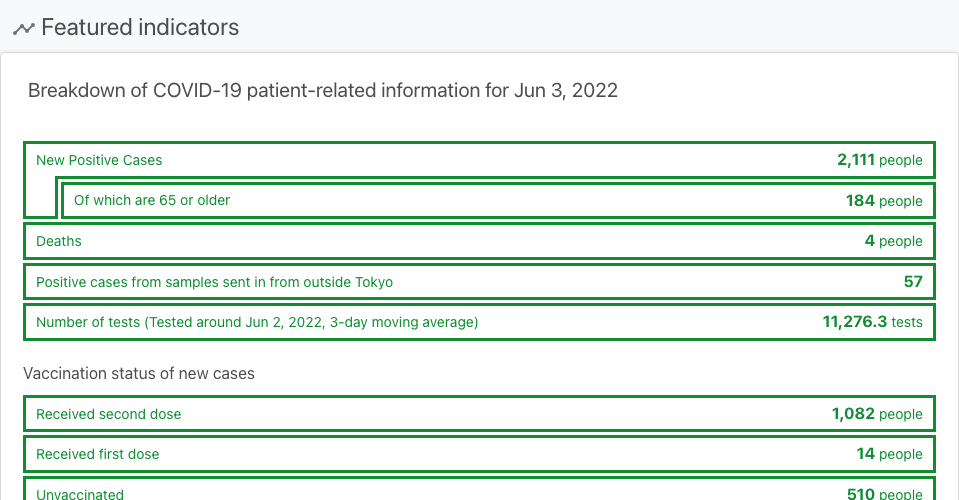 Featured indicators
Breakdown of COVID-19 patient-related information for Jun 3, 2022
New Positive Cases 2,111 people
Of which are 65 or older 184 people
Deaths 4 people
Positive cases from samples sent in from outside Tokyo 57
Number of tests (Tested around Jun 2, 2022, 3-day moving average) 11,276.3 tests
Vaccination status of new cases
Received second dose 1,082 people
Received first dose 14 people
Unvaccinated 510 people